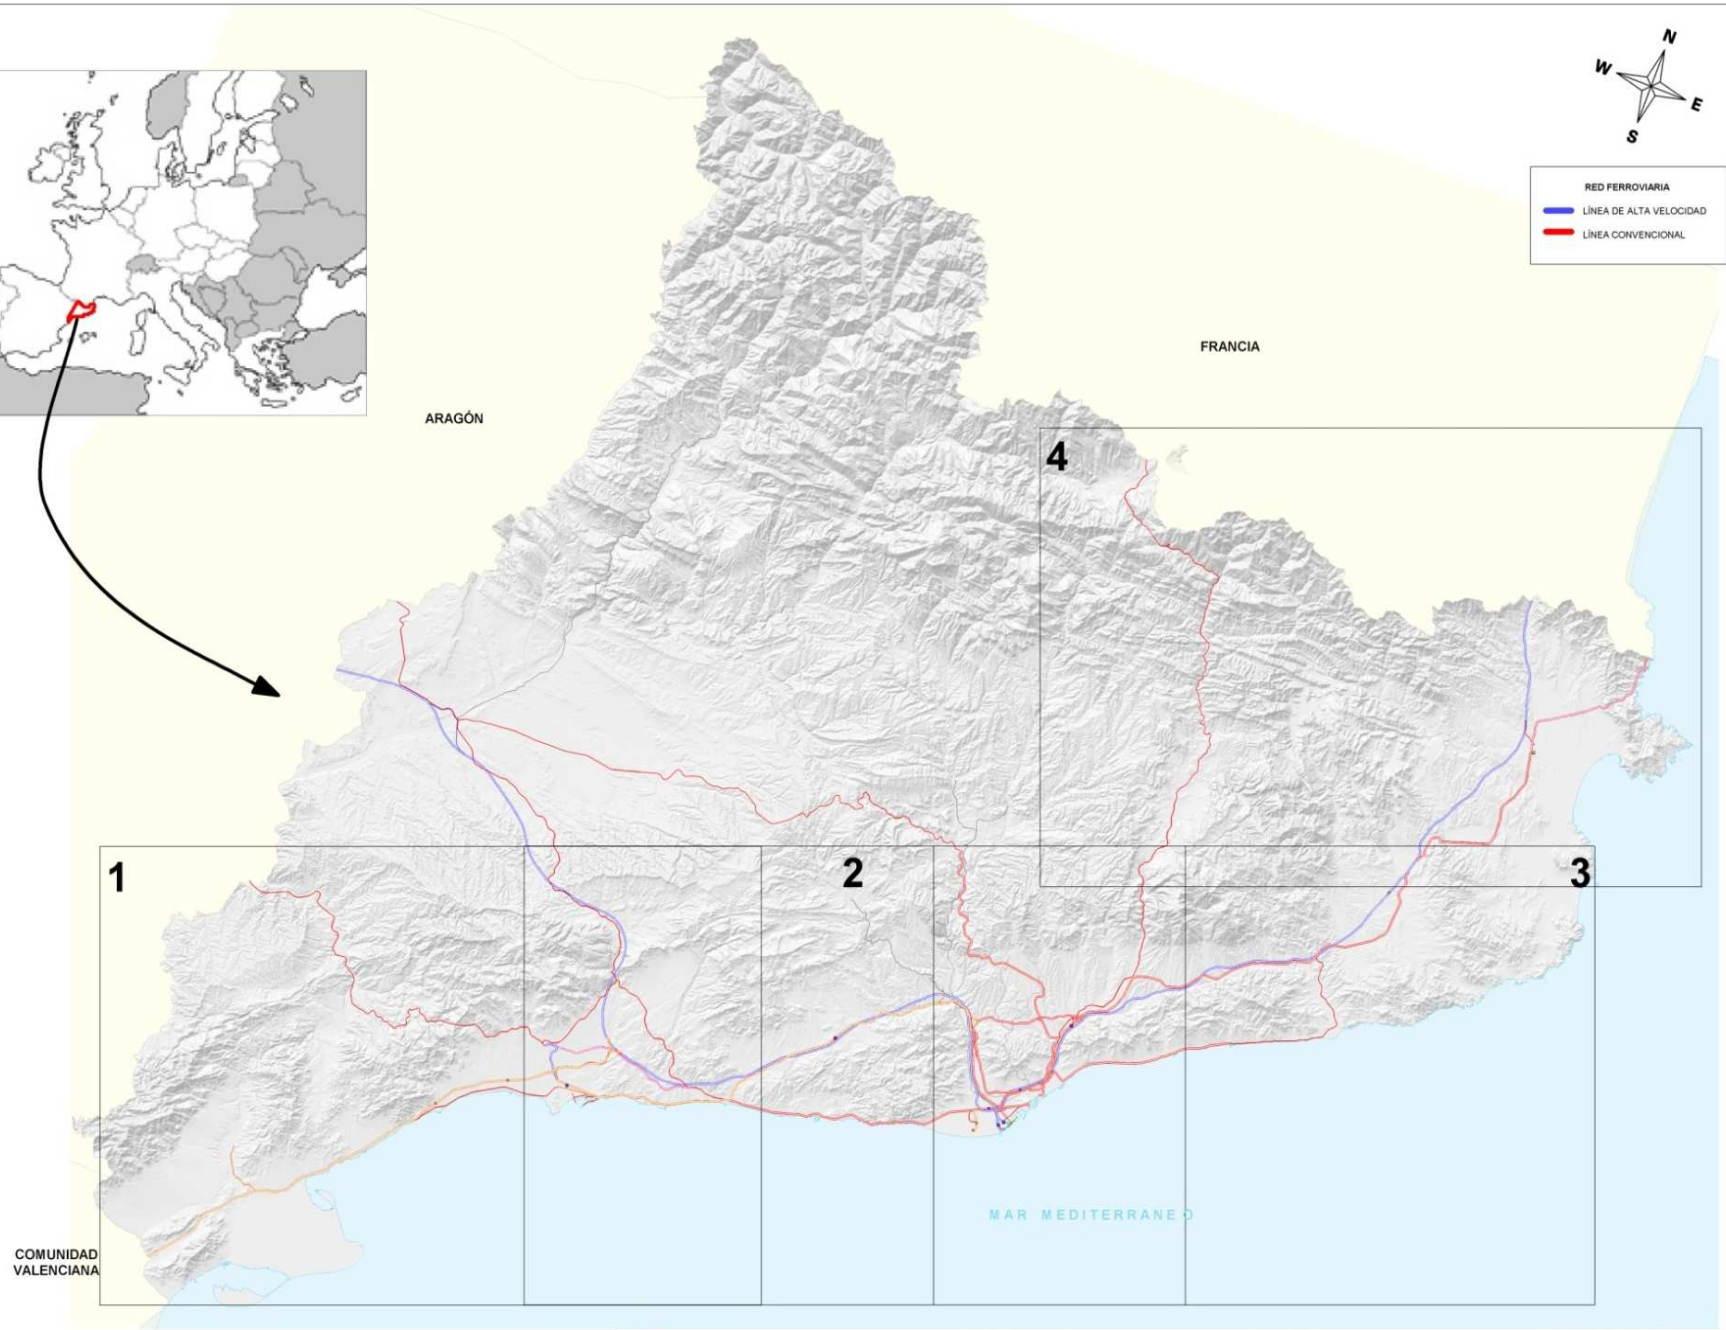 N
W
E
S
RED FERROVIARIA
LÍNEA DE ALTA VELOCIDAD
LÍNEA CONVENCIONAL
FRANCIA
ARAGÓN
4
1
2
3
MAR MEDITERRANEO
COMUNIDAD
VALENCIANA